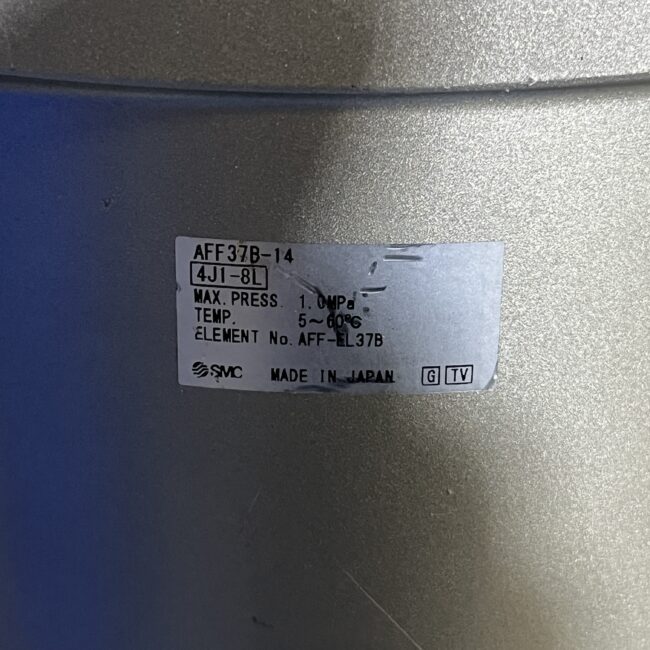 AFF37B-14
4J1-8L
MAX. PRESS. 1.0MPa
TEMP. 5~60℃
ELEMENT No. AFF-EL37B
SMC MADE IN JAPAN G TV